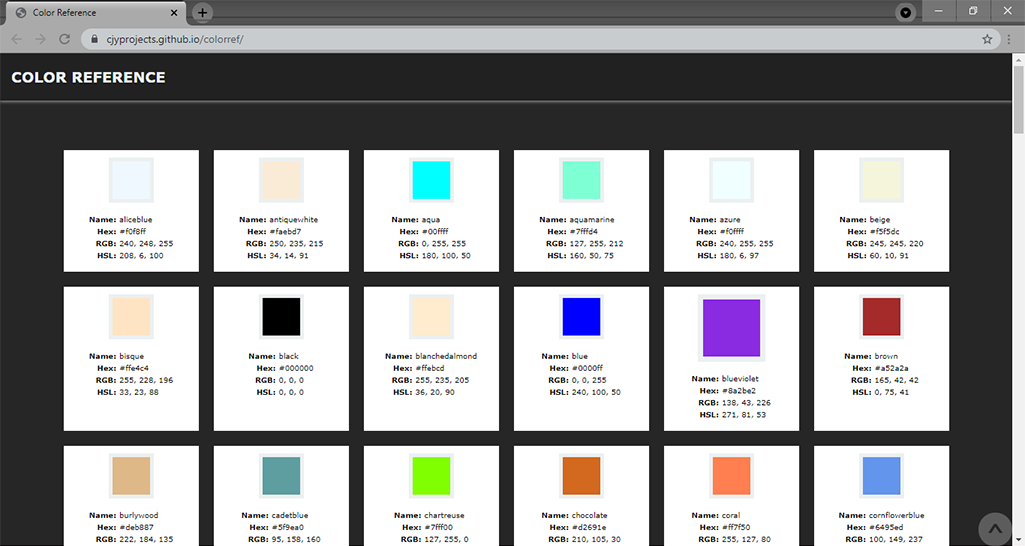 Color Reference
cjyprojects.github.io/colorref/
COLOR REFERENCE
Name: aliceblue
Hex: #f0f8ff
RGB: 240, 248, 255
HSL: 208, 6, 100
Name: antiquewhite
Hex: #faebd7
RGB: 250, 235, 215
HSL: 34, 14, 91
Name: aqua
Hex: #00ffff
RGB: 0, 255, 255
HSL: 180, 100, 50
Name: aquamarine
Hex: #7fffd4
RGB: 127, 255, 212
HSL: 160, 50, 75
Name: azure
Hex: #f0ffff
RGB: 240, 255, 255
HSL: 180, 6, 97
Name: beige
Hex: #f5f5dc
RGB: 245, 245, 220
HSL: 60, 10, 91
Name: bisque
Hex: #ffe4c4
RGB: 255, 228, 196
HSL: 33, 23, 88
Name: black
Hex: #000000
RGB: 0, 0, 0
HSL: 0, 0, 0
Name: blanchedalmond
Hex: #ffebcd
RGB: 255, 235, 205
HSL: 36, 20, 90
Name: blue
Hex: #0000ff
RGB: 0, 0, 255
HSL: 240, 100, 50
Name: blueviolet
Hex: #8a2be2
RGB: 138, 43, 226
HSL: 271, 81, 53
Name: brown
Hex: #a52a2a
RGB: 165, 42, 42
HSL: 0, 75, 41
Name: burlywood
Hex: #deb887
RGB: 222, 184, 135
Name: cadetblue
Hex: #5f9ea0
RGB: 95, 158, 160
Name: chartreuse
Hex: #7fff00
RGB: 127, 255, 0
Name: chocolate
Hex: #d2691e
RGB: 210, 105, 30
Name: coral
Hex: #ff7f50
RGB: 255, 127, 80
Name: cornflowerblue
Hex: #6495ed
RGB: 100, 149, 237